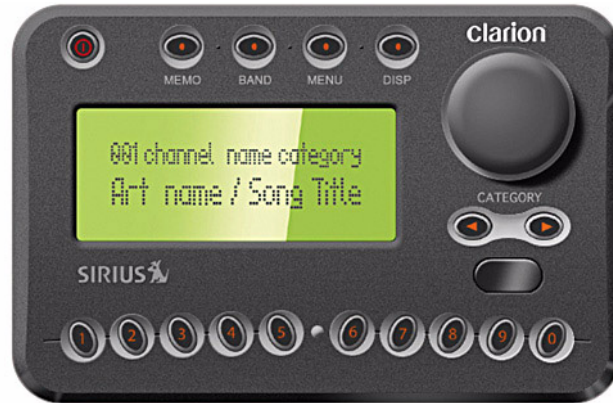 clarion
MEMO BAND MENU DISP
001 channel name category
Art name / Song Title
CATEGORY
SIRIUS
1 2 3 4 5 6 7 8 9 0